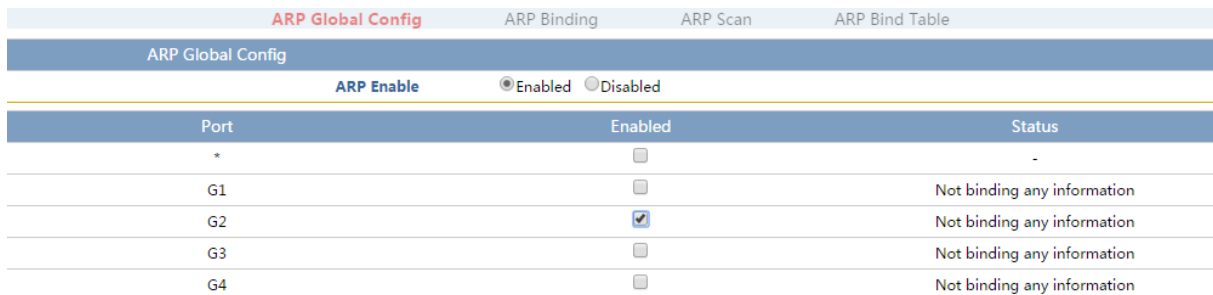 ARP Global Config ARP Binding ARP Scan ARP Bind Table
ARP Global Config
ARP Enable Enabled Disabled
Port Enabled Status
* -
G1 Not binding any information
G2 Not binding any information
G3 Not binding any information
G4 Not binding any information